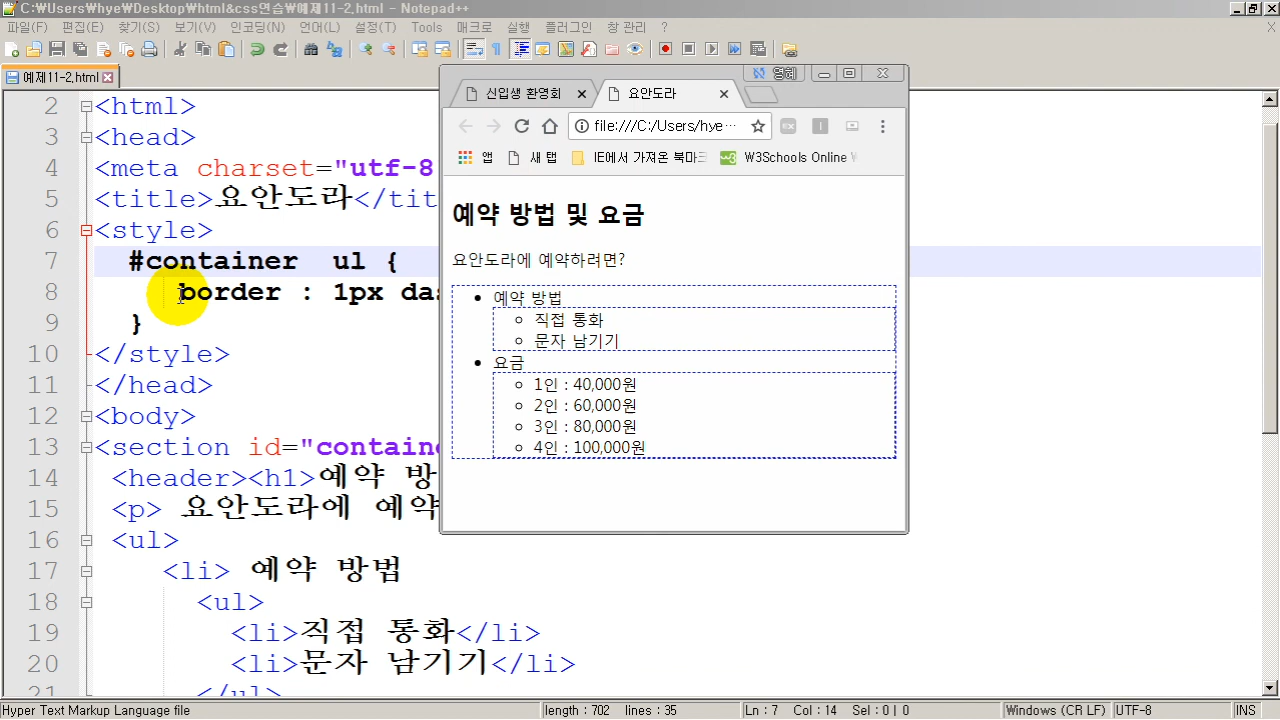 C:\Users\hye\Desktop\html&css연습\예제11-2.html - Notepad++
파일(F) 편집(E) 찾기(S) 보기(V) 인코딩(N) 언어(L) 설정(T) Tools 매크로 실행 플러그인 창 관리 ?
예제11-2.html
2 <html>
3 <head>
4 <meta charset="utf-8"
5 <title>요안도라</tit
6 <style>
7 #container ul {
8 border : 1px das
9 }
10 </style>
11 </head>
12 <body>
13 <section id="containe
14 <header><h1>예약 방
15 <p> 요안도라에 예약
16 <ul>
17 <li> 예약 방법
18 <ul>
19 <li>직접 통화</li>
20 <li>문자 남기기</li>
21 </ul>
영혜
신입생 환영회
요안도라
file:///C:/Users/hye…
앱 새 탭 IE에서 가져온 북마크 W3Schools Online W
예약 방법 및 요금
요안도라에 예약하려면?
• 예약 방법
○ 직접 통화
○ 문자 남기기
• 요금
○ 1인 : 40,000원
○ 2인 : 60,000원
○ 3인 : 80,000원
○ 4인 : 100,000원
Hyper Text Markup Language file
length : 702 lines : 35
Ln : 7 Col : 14 Sel : 0 | 0
Windows (CR LF)
UTF-8
INS